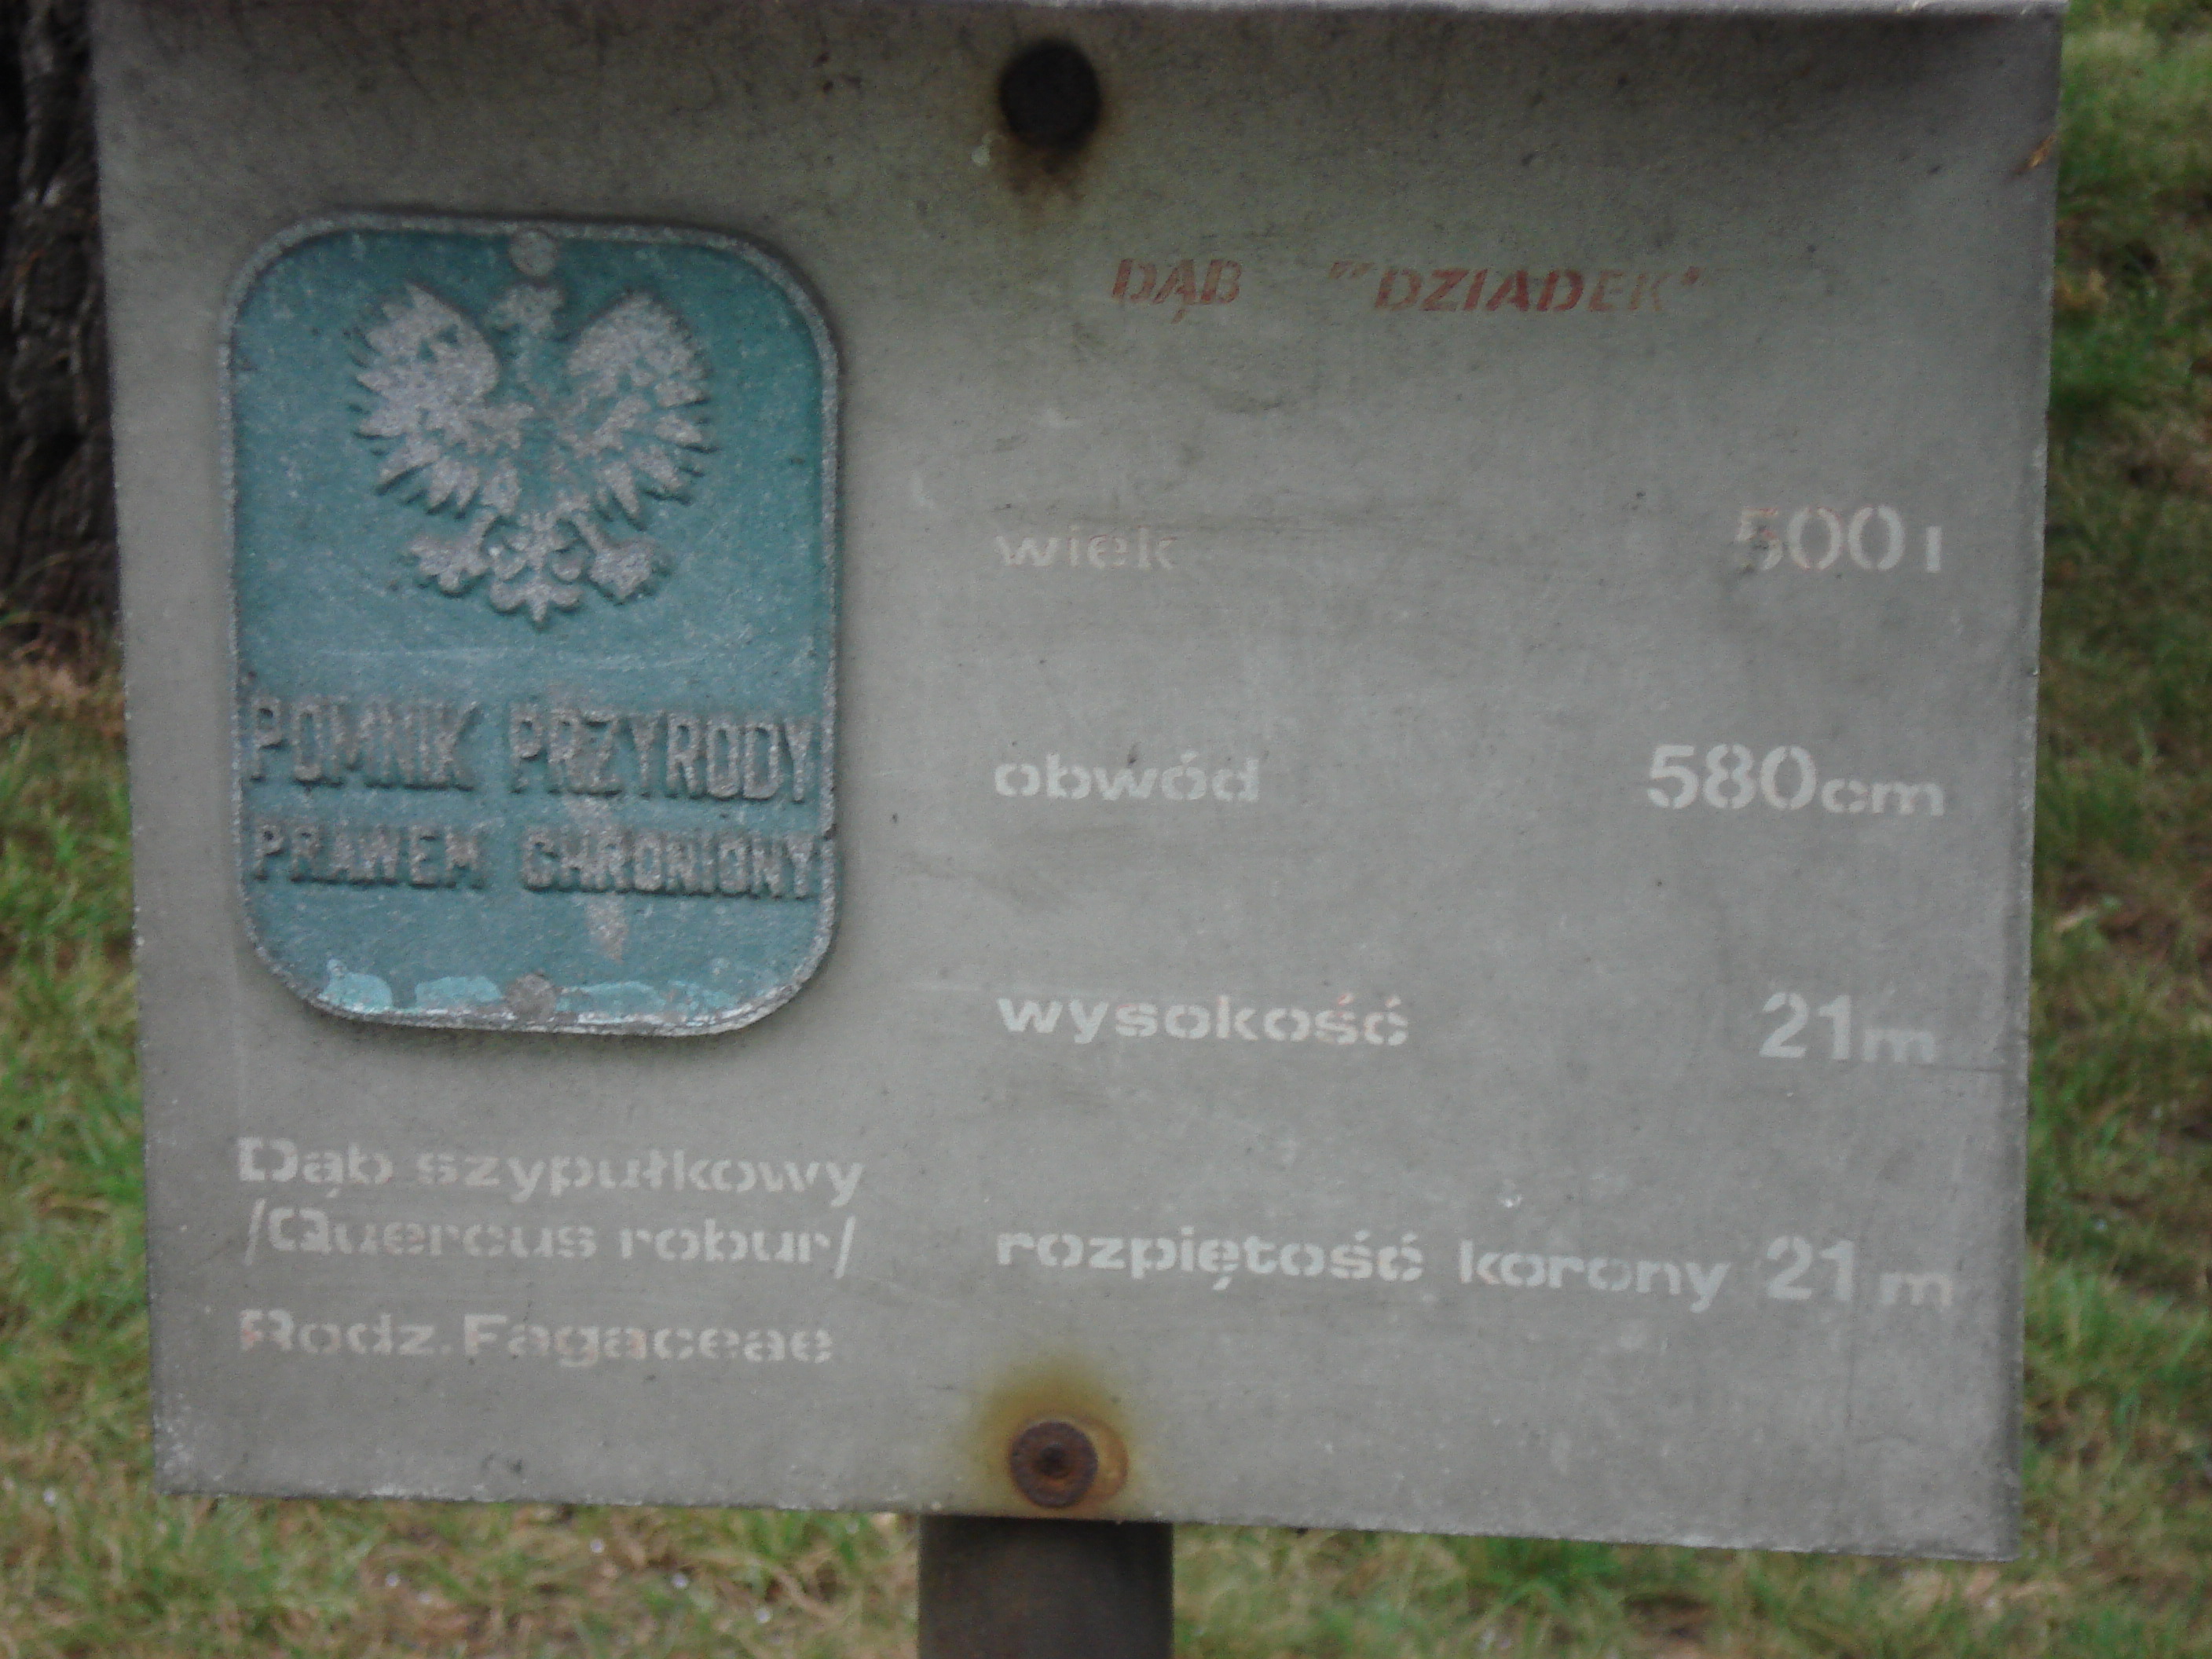 DĄB "DZIADEK"
POMNIK PRZYRODY
PRAWEM CHRONIONY
Dąb szypułkowy
/Quercus robur/
Rodz. Fagaceae
wiek 500 l
obwód 580cm
wysokość 21m
rozpiętość korony 21 m